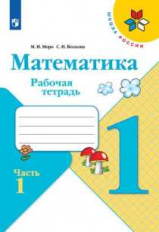 ШКОЛА РОССИИ
М. И. Моро С. И. Волкова
Математика
Рабочая тетрадь
Часть
1
1